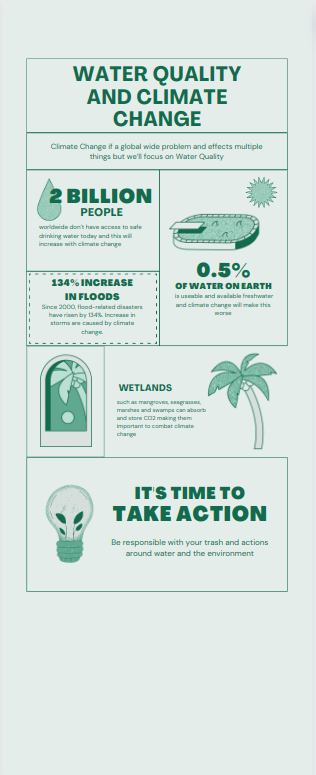 WATER QUALITY
AND CLIMATE
CHANGE
Climate Change if a global wide problem and effects multiple
things but we'll focus on Water Quality
2 BILLION
PEOPLE
worldwide don't have access to safe
drinking water today and this will
increase with climate change
134% INCREASE
IN FLOODS
Since 2000, flood-related disasters
have risen by 134%. Increase in
storms are caused by climate
change.
0.5%
OF WATER ON EARTH
is useable and available freshwater
and climate change will make this
worse
WETLANDS
such as mangroves, seagrasses,
marshes and swamps can absorb
and store CO2 making them
important to combat climate
change
IT'S TIME TO
TAKE ACTION
Be responsible with your trash and actions
around water and the environment